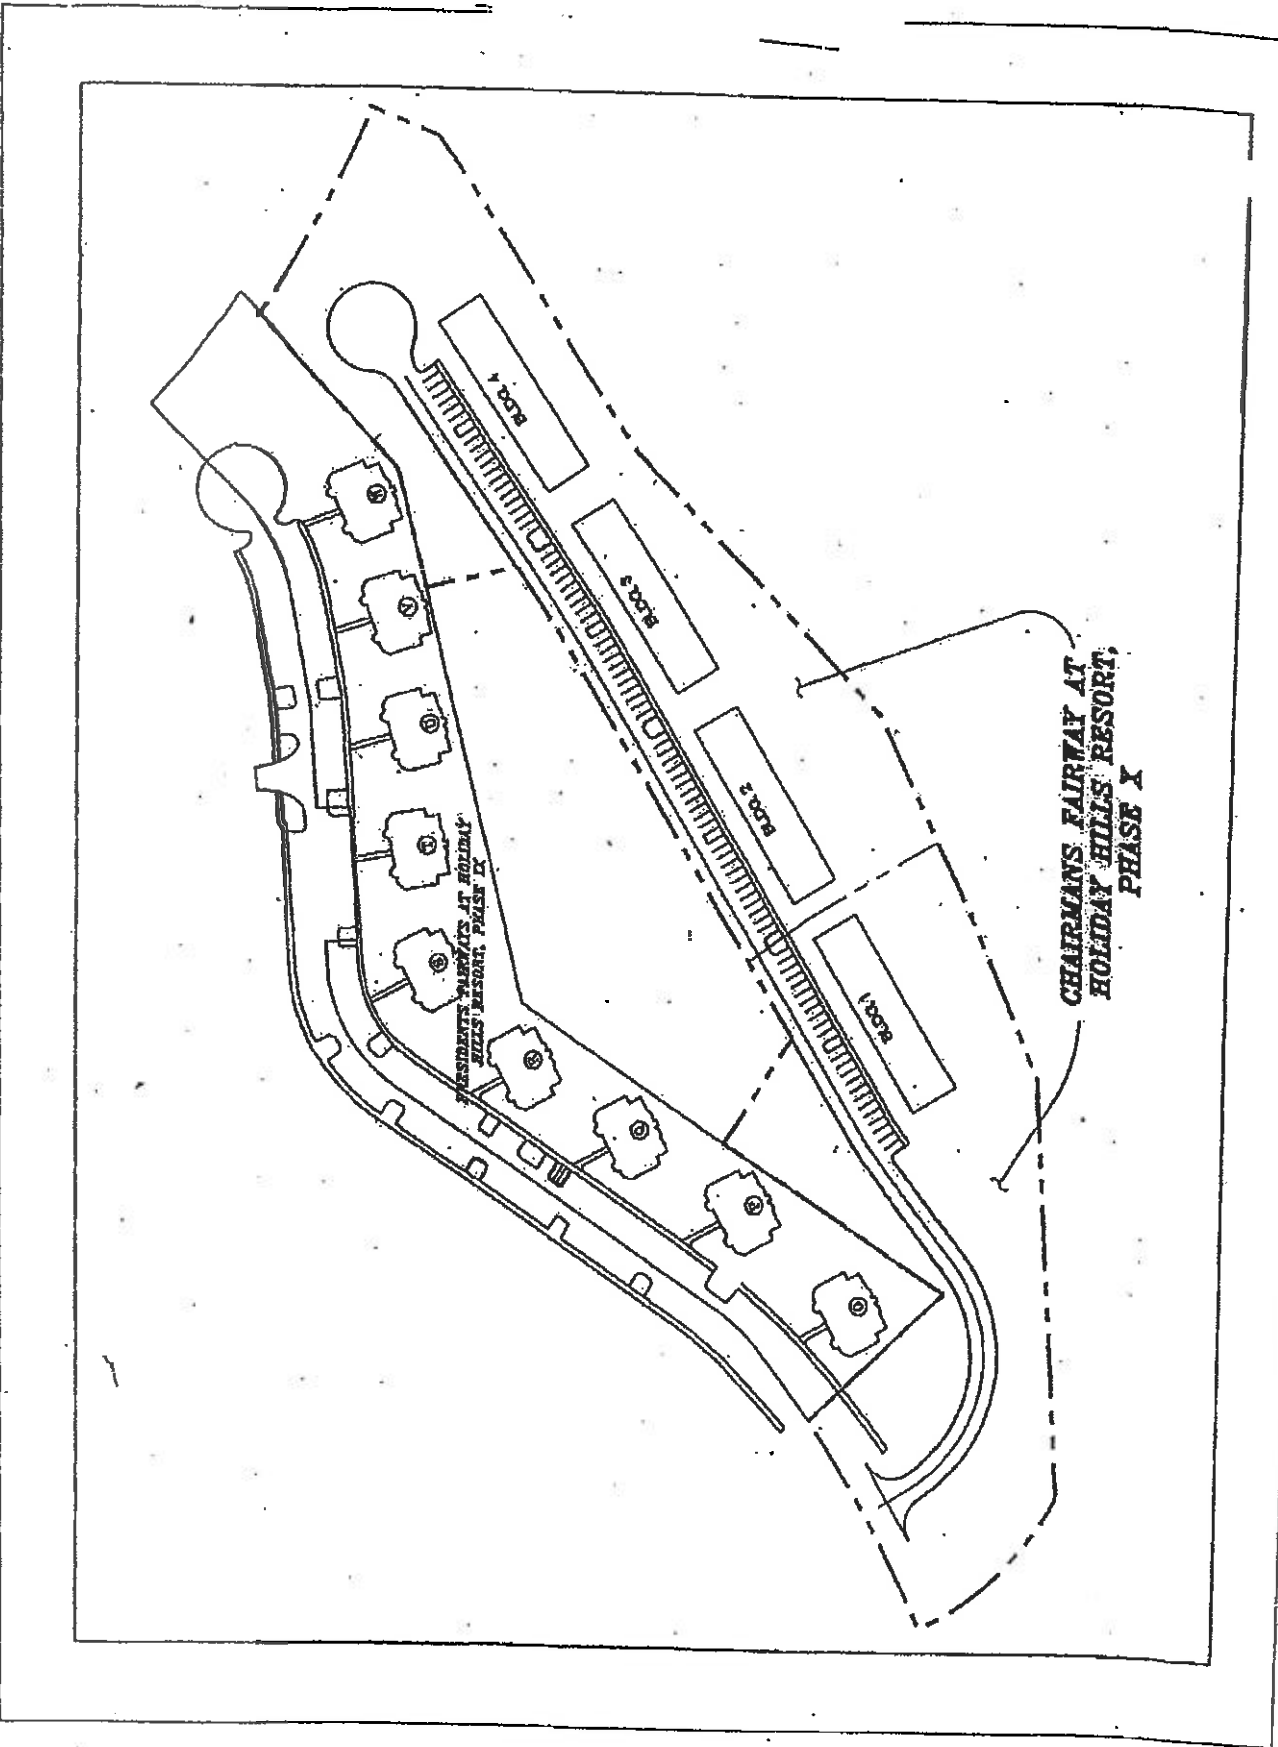 BLDG. 4
BLDG. 3
BLDG. 2
BLDG. 1
W
V
U
T
S
R
Q
P
O
PRESIDENTS FAIRWAYS AT HOLIDAY
HILLS RESORT, PHASE IX
CHAIRMANS FAIRWAY AT
HOLIDAY HILLS RESORT,
PHASE X